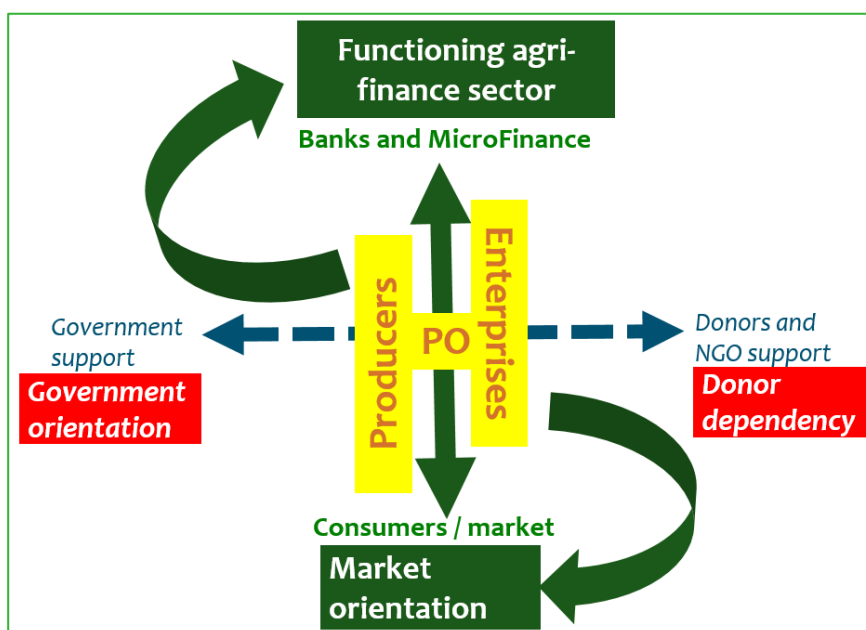 Functioning agri-
finance sector
Banks and MicroFinance
Producers
PO
Enterprises
Government
support
Government
orientation
Donors and
NGO support
Donor
dependency
Consumers / market
Market
orientation